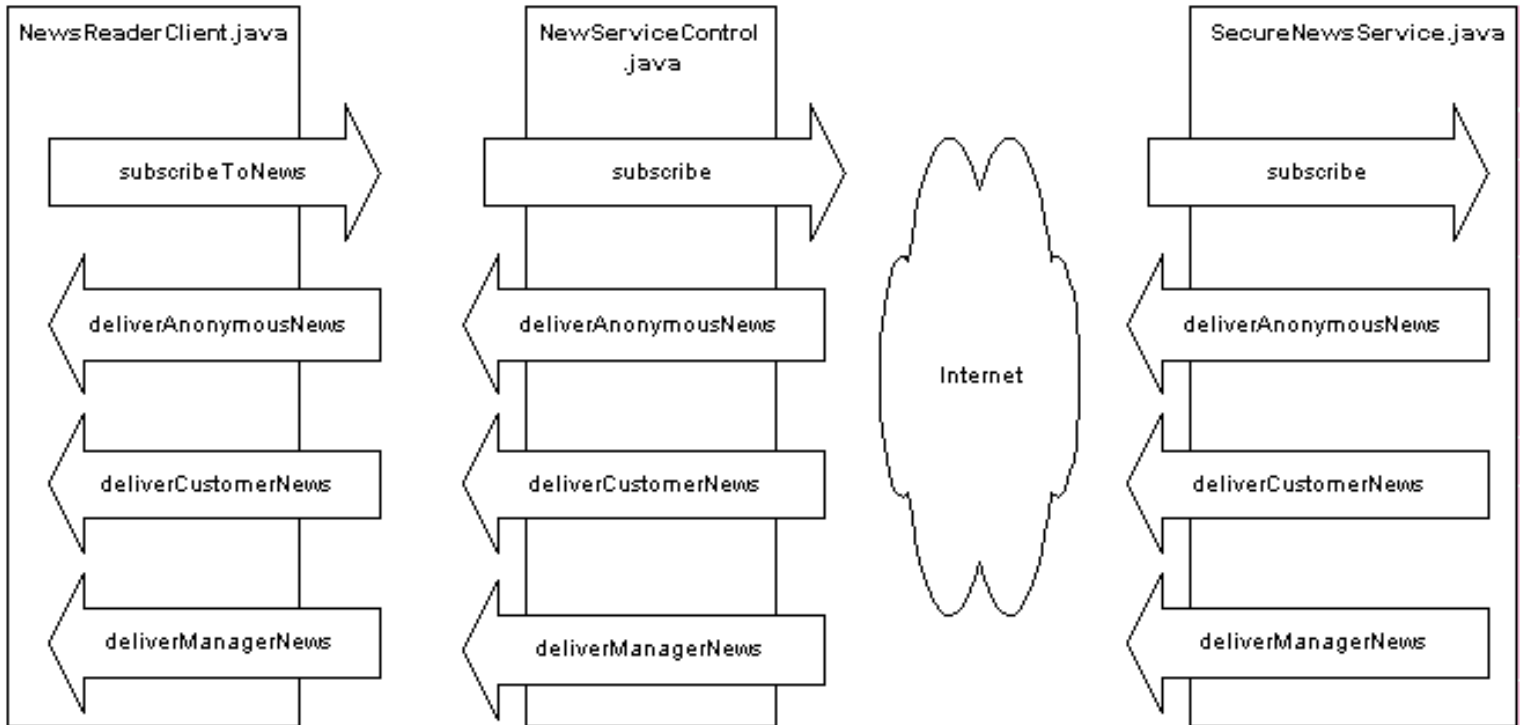 NewsReaderClient.java
NewServiceControl
.java
SecureNewsService.java
subscribeToNews
subscribe
subscribe
deliverAnonymousNews
deliverAnonymousNews
deliverAnonymousNews
Internet
deliverCustomerNews
deliverCustomerNews
deliverCustomerNews
deliverManagerNews
deliverManagerNews
deliverManagerNews